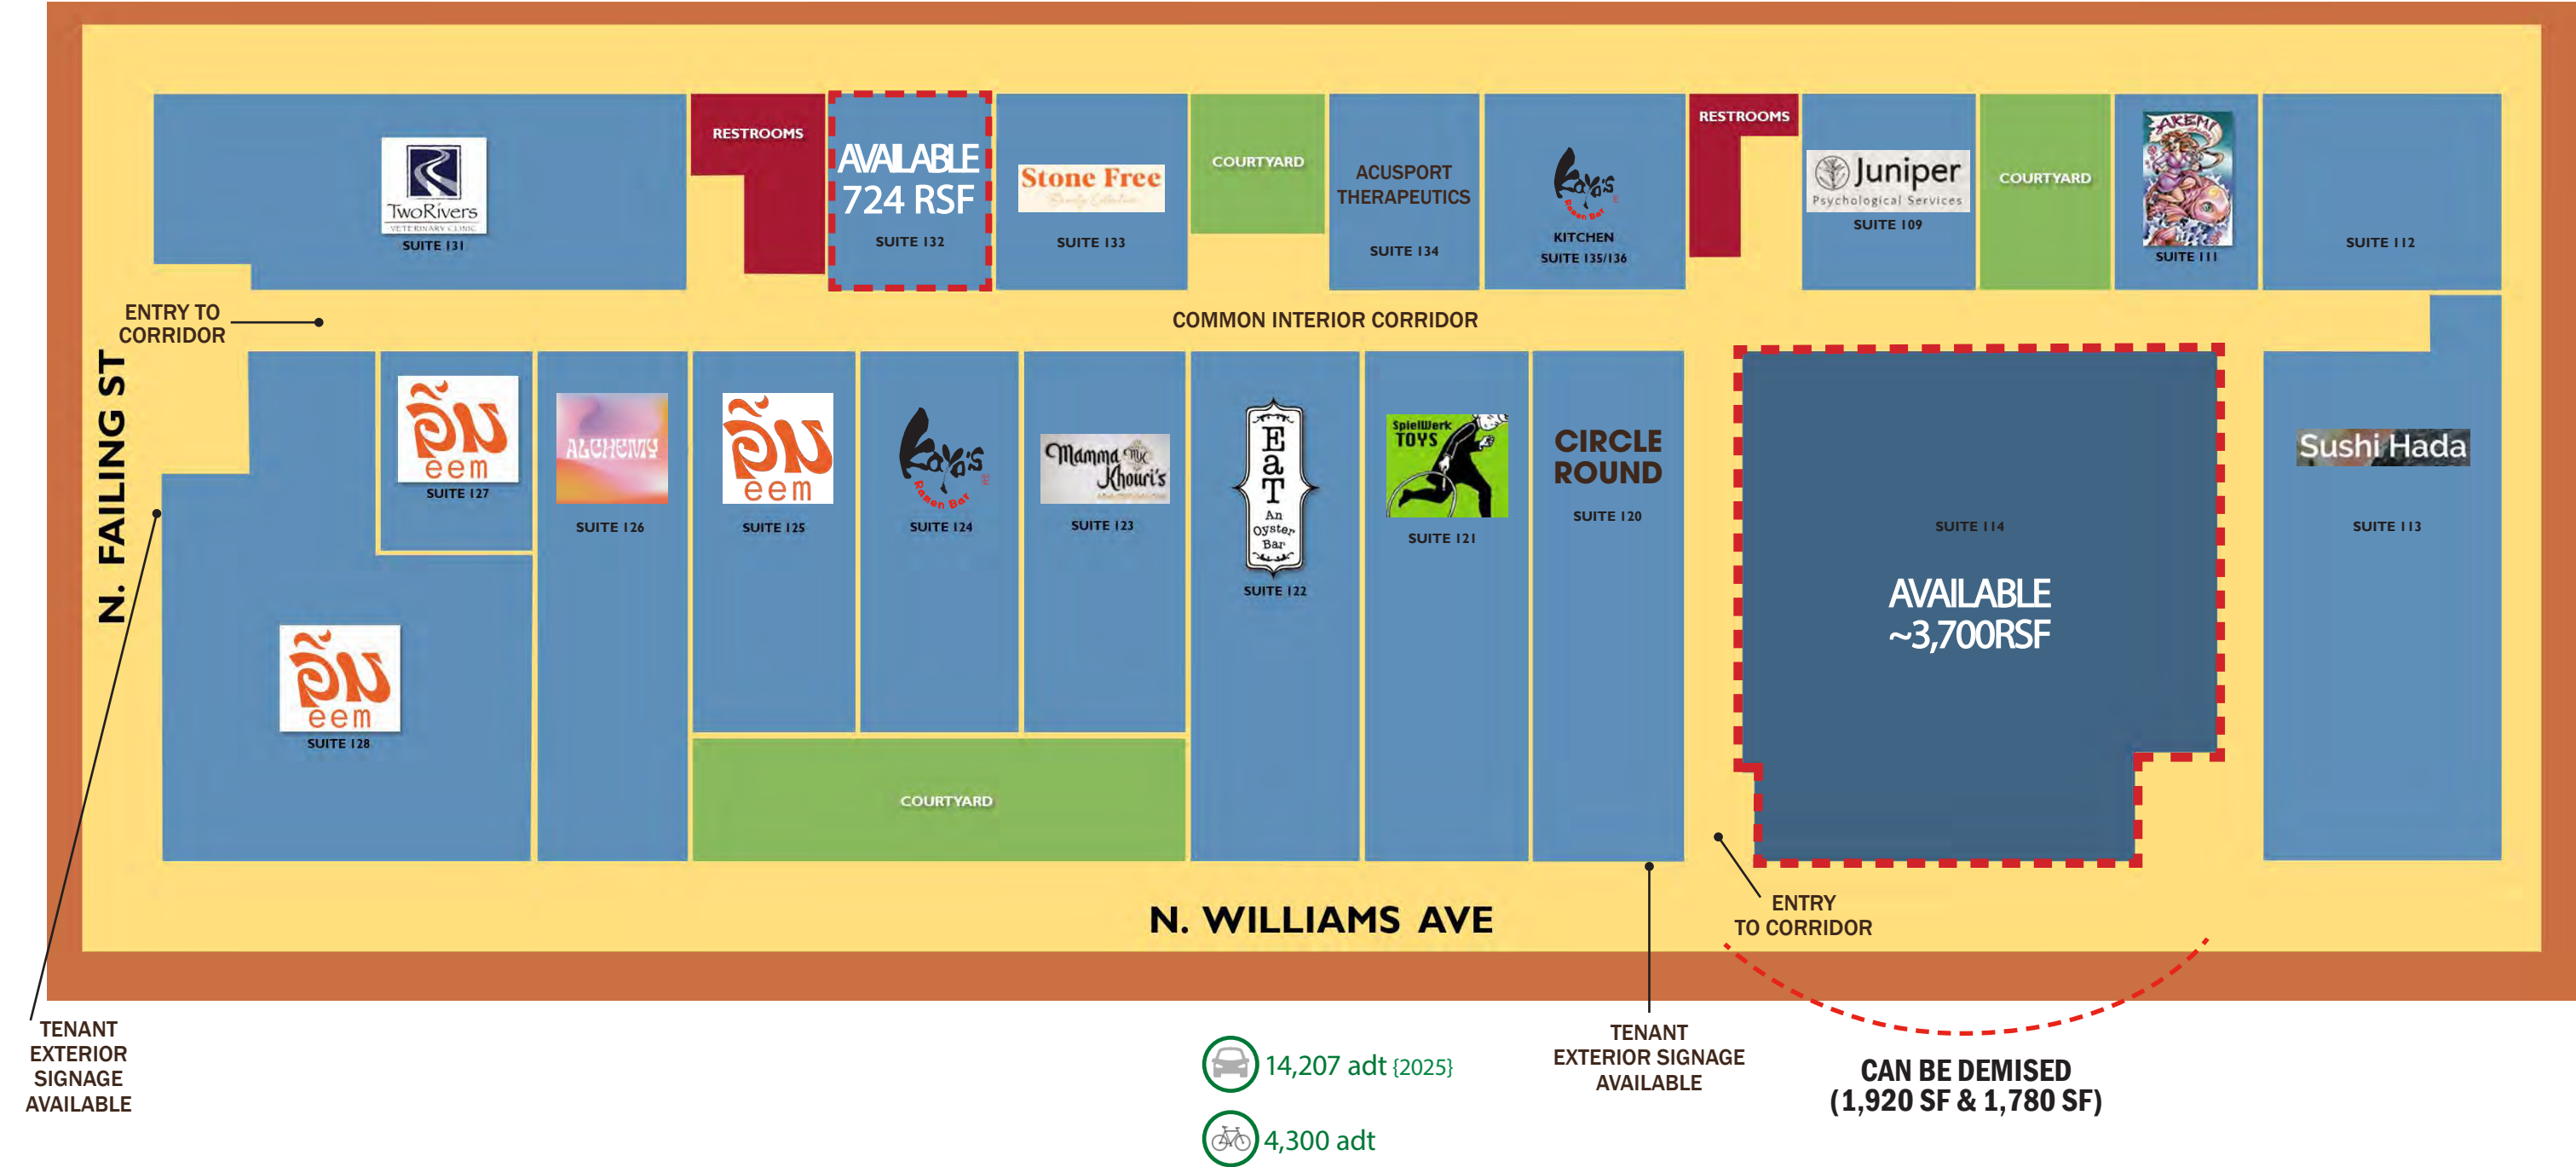 RESTROOMS
AVAILABLE
724 RSF
SUITE 132
TwoRivers
VETERINARY CLINIC
SUITE 131
Stone Free
Beauty Collective
SUITE 133
COURTYARD
ACUSPORT
THERAPEUTICS
SUITE 134
Kayo's
Ramen Bar
KITCHEN
SUITE 135/136
RESTROOMS
Juniper
Psychological Services
SUITE 109
COURTYARD
AKEMI
SUITE 111
SUITE 112
ENTRY TO
CORRIDOR
COMMON INTERIOR CORRIDOR
N. FAILING ST
อีม
eem
SUITE 127
ALCHEMY
SUITE 126
อีม
eem
SUITE 125
Kayo's
Ramen Bar
SUITE 124
Mamma
Khouri's
SUITE 123
EaT
An
Oyster
Bar
SUITE 122
SpielWerk
TOYS
SUITE 121
CIRCLE
ROUND
SUITE 120
SUITE 114
AVAILABLE
~3,700RSF
Sushi Hada
SUITE 113
อีม
eem
SUITE 128
COURTYARD
N. WILLIAMS AVE
ENTRY
TO CORRIDOR
TENANT
EXTERIOR
SIGNAGE
AVAILABLE
14,207 adt {2025}
4,300 adt
TENANT
EXTERIOR SIGNAGE
AVAILABLE
CAN BE DEMISED
(1,920 SF & 1,780 SF)